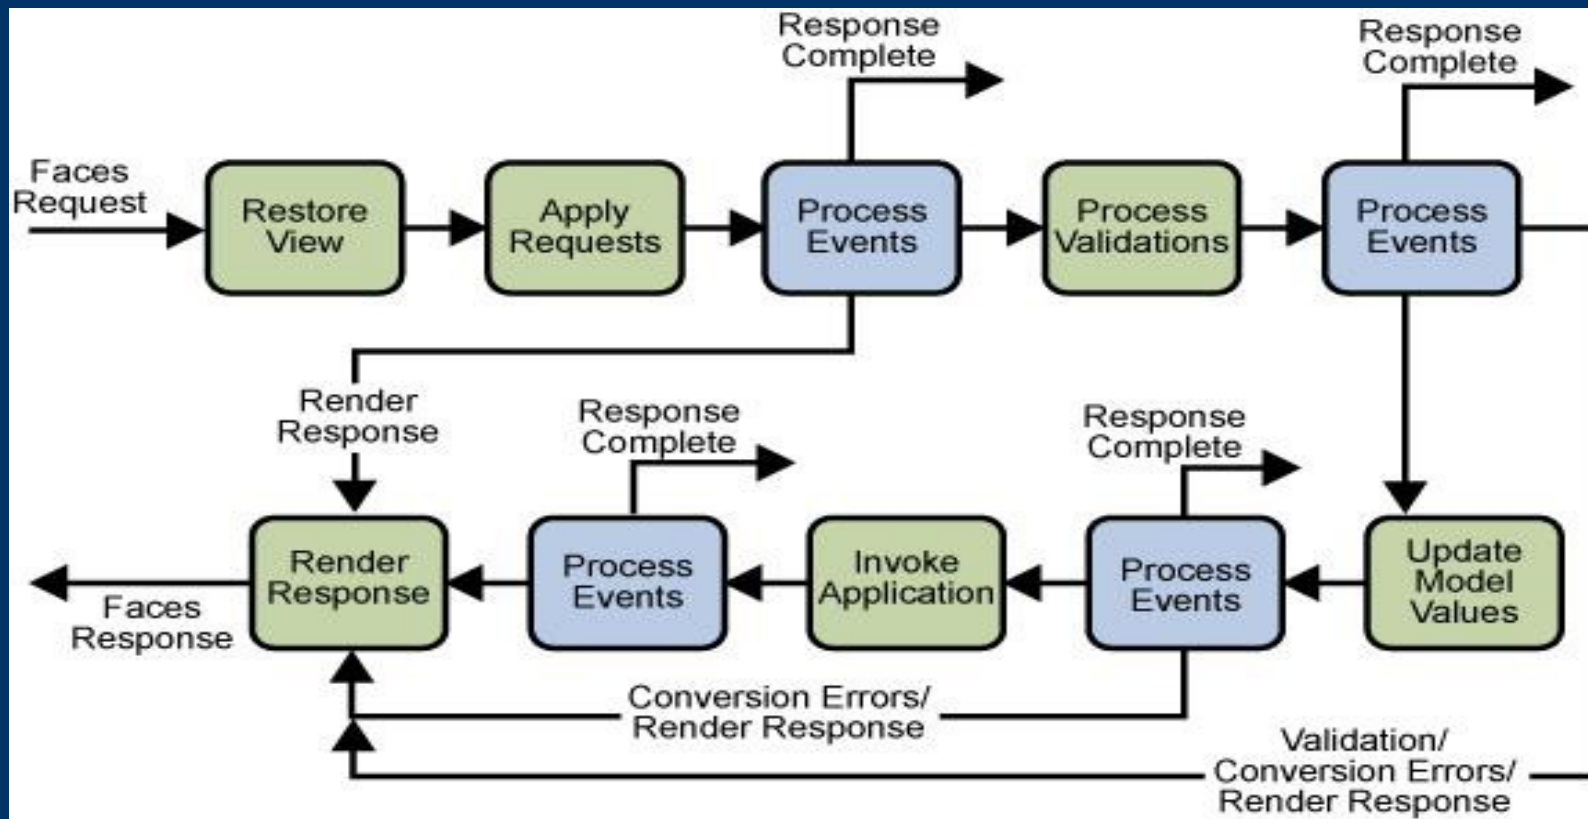 Response
Complete
Response
Complete
Faces
Request
Restore
View
Apply
Requests
Process
Events
Process
Validations
Process
Events
Render
Response
Response
Complete
Response
Complete
Render
Response
Process
Events
Invoke
Application
Process
Events
Update
Model
Values
Faces
Response
Conversion Errors/
Render Response
Validation/
Conversion Errors/
Render Response